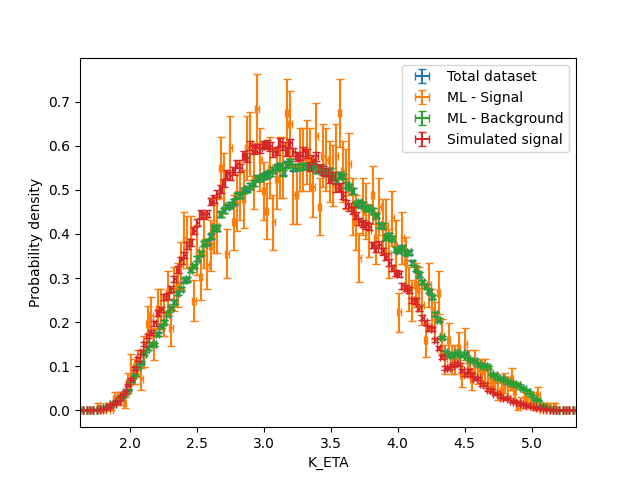 Total dataset
ML - Signal
ML - Background
Simulated signal
0.7
0.6
0.5
0.4
0.3
0.2
0.1
0.0
Probability density
2.0 2.5 3.0 3.5 4.0 4.5 5.0
K_ETA